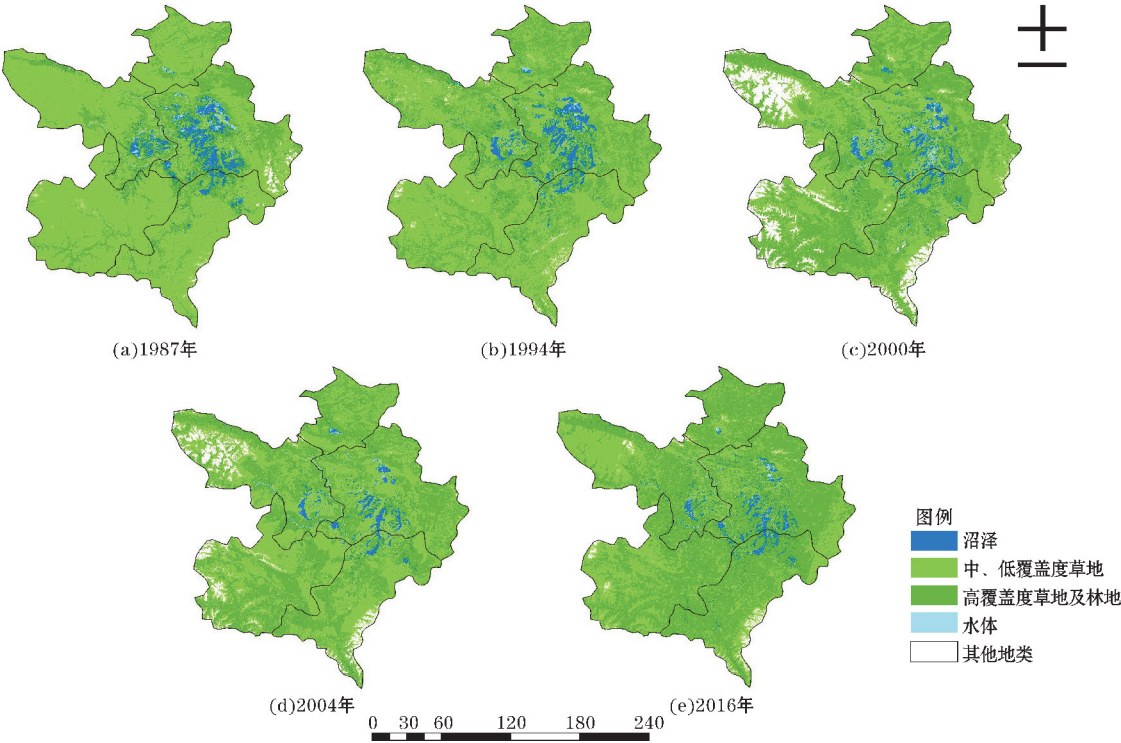 (a)1987年
(b)1994年
(c)2000年
(d)2004年
(e)2016年
图例
沼泽
中、低覆盖度草地
高覆盖度草地及林地
水体
其他地类
0 30 60 120 180 240